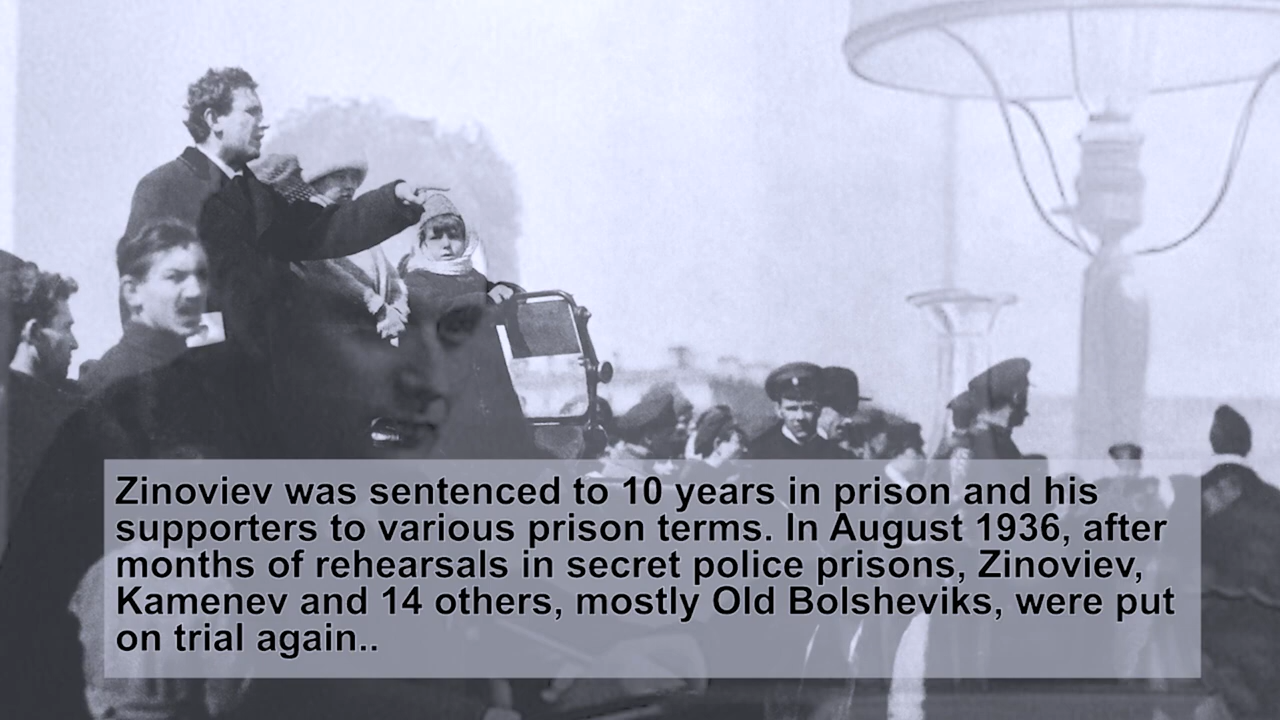 Zinoviev was sentenced to 10 years in prison and his
supporters to various prison terms. In August 1936, after
months of rehearsals in secret police prisons, Zinoviev,
Kamenev and 14 others, mostly Old Bolsheviks, were put
on trial again..